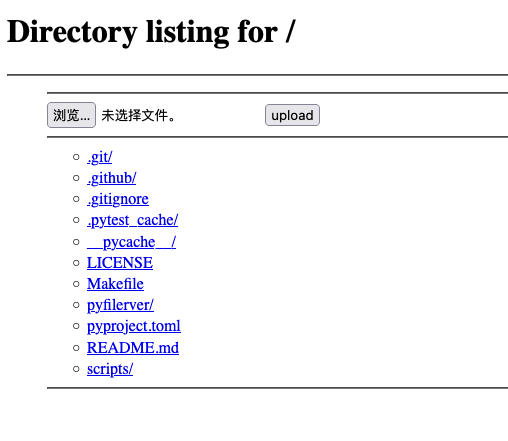 Directory listing for /
浏览... 未选择文件。 upload
.git/
.github/
.gitignore
.pytest_cache/
__pycache__/
LICENSE
Makefile
pyfilerver/
pyproject.toml
README.md
scripts/